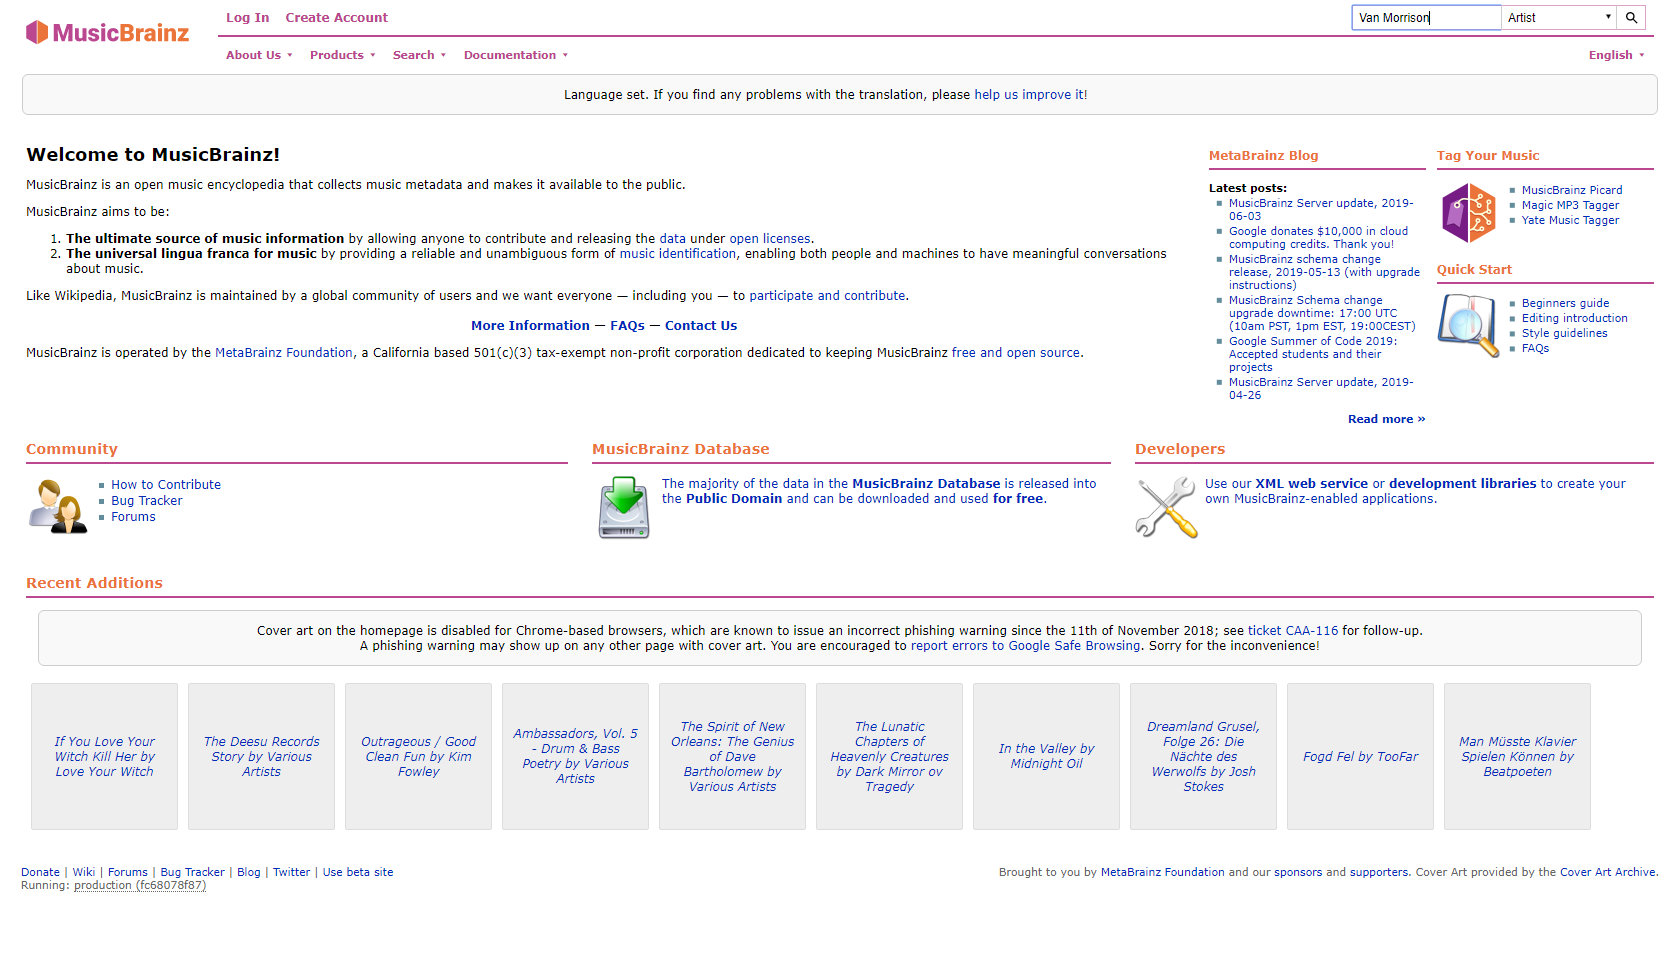 MusicBrainz
Log In Create Account
Van Morrison Artist
About Us Products Search Documentation
English
Language set. If you find any problems with the translation, please help us improve it!
Welcome to MusicBrainz!
MusicBrainz is an open music encyclopedia that collects music metadata and makes it available to the public.
MusicBrainz aims to be:
1. The ultimate source of music information by allowing anyone to contribute and releasing the data under open licenses.
2. The universal lingua franca for music by providing a reliable and unambiguous form of music identification, enabling both people and machines to have meaningful conversations
about music.
Like Wikipedia, MusicBrainz is maintained by a global community of users and we want everyone — including you — to participate and contribute.
More Information — FAQs — Contact Us
MusicBrainz is operated by the MetaBrainz Foundation, a California based 501(c)(3) tax-exempt non-profit corporation dedicated to keeping MusicBrainz free and open source.
MetaBrainz Blog
Latest posts:
MusicBrainz Server update, 2019-
06-03
Google donates $10,000 in cloud
computing credits. Thank you!
MusicBrainz schema change
release, 2019-05-13 (with upgrade
instructions)
MusicBrainz Schema change
upgrade downtime: 17:00 UTC
(10am PST, 1pm EST, 19:00CEST)
Google Summer of Code 2019:
Accepted students and their
projects
MusicBrainz Server update, 2019-
04-26
Read more »
Tag Your Music
MusicBrainz Picard
Magic MP3 Tagger
Yate Music Tagger
Quick Start
Beginners guide
Editing introduction
Style guidelines
FAQs
Community
How to Contribute
Bug Tracker
Forums
MusicBrainz Database
The majority of the data in the MusicBrainz Database is released into
the Public Domain and can be downloaded and used for free.
Developers
Use our XML web service or development libraries to create your
own MusicBrainz-enabled applications.
Recent Additions
Cover art on the homepage is disabled for Chrome-based browsers, which are known to issue an incorrect phishing warning since the 11th of November 2018; see ticket CAA-116 for follow-up.
A phishing warning may show up on any other page with cover art. You are encouraged to report errors to Google Safe Browsing. Sorry for the inconvenience!
If You Love Your
Witch Kill Her by
Love Your Witch
The Deesu Records
Story by Various
Artists
Outrageous / Good
Clean Fun by Kim
Fowley
Ambassadors, Vol. 5
- Drum & Bass
Poetry by Various
Artists
The Spirit of New
Orleans: The Genius
of Dave
Bartholomew by
Various Artists
The Lunatic
Chapters of
Heavenly Creatures
by Dark Mirror ov
Tragedy
In the Valley by
Midnight Oil
Dreamland Grusel,
Folge 26: Die
Nächte des
Werwolfs by Josh
Stokes
Fogd Fel by TooFar
Man Müsste Klavier
Spielen Können by
Beatpoeten
Donate | Wiki | Forums | Bug Tracker | Blog | Twitter | Use beta site
Running: production (fc68078f87)
Brought to you by MetaBrainz Foundation and our sponsors and supporters. Cover Art provided by the Cover Art Archive.